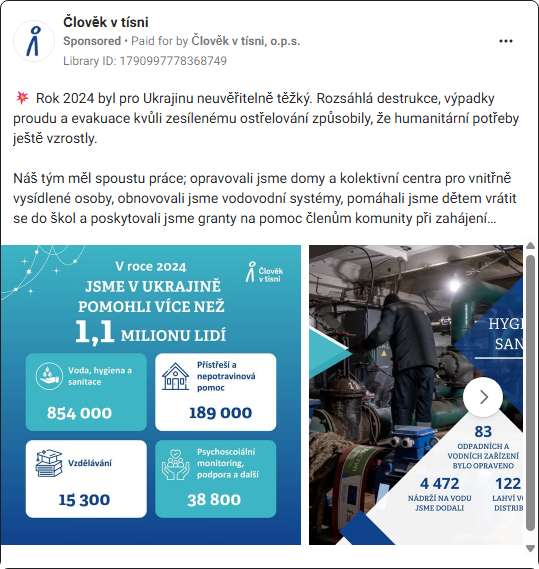 Člověk v tísni
Sponsored • Paid for by Člověk v tísni, o.p.s.
Library ID: 1790997778368749
💥 Rok 2024 byl pro Ukrajinu neuvěřitelně těžký. Rozsáhlá destrukce, výpadky
proudu a evakuace kvůli zesílenému ostřelování způsobily, že humanitární potřeby
ještě vzrostly.
Náš tým měl spoustu práce; opravovali jsme domy a kolektivní centra pro vnitřně
vysídlené osoby, obnovovali jsme vodovodní systémy, pomáhali jsme dětem vrátit
se do škol a poskytovali jsme granty na pomoc členům komunity při zahájení...
V roce 2024
Člověk
v tísni
JSME V UKRAJINĚ
POMOHLI VÍCE NEŽ
1,1 MILIONU LIDÍ
Voda, hygiena a
sanitace
854 000
Přístřeší a
nepotravinová
pomoc
189 000
Vzdělávání
15 300
Psychoscoiální
monitoring,
podpora a další
38 800
HYGI
SAN
83
ODPADNÍCH A
VODNÍCH ZAŘÍZENÍ
BYLO OPRAVENO
4 472
NÁDRŽÍ NA VODU
JSME DODALI
122
LAHVÍ VO
DISTRIB